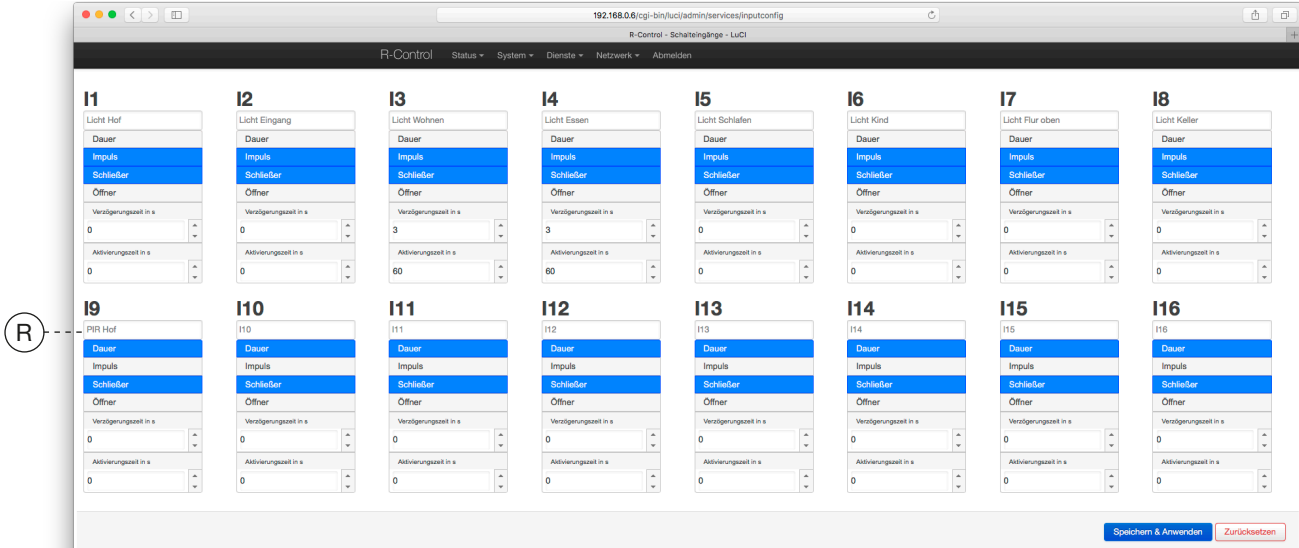 192.168.0.6/cgi-bin/luci/admin/services/inputconfig
R-Control - Schalteingänge - LuCI
R-Control Status System Dienste Netzwerk Abmelden
I1 I2 I3 I4 I5 I6 I7 I8
Licht Hof Licht Eingang Licht Wohnen Licht Essen Licht Schlafen Licht Kind Licht Flur oben Licht Keller
Dauer Dauer Dauer Dauer Dauer Dauer Dauer Dauer
Impuls Impuls Impuls Impuls Impuls Impuls Impuls Impuls
Schließer Schließer Schließer Schließer Schließer Schließer Schließer Schließer
Öffner Öffner Öffner Öffner Öffner Öffner Öffner Öffner
Verzögerungszeit in s Verzögerungszeit in s Verzögerungszeit in s Verzögerungszeit in s Verzögerungszeit in s Verzögerungszeit in s Verzögerungszeit in s Verzögerungszeit in s
0 0 3 3 0 0 0 0
Aktivierungszeit in s Aktivierungszeit in s Aktivierungszeit in s Aktivierungszeit in s Aktivierungszeit in s Aktivierungszeit in s Aktivierungszeit in s Aktivierungszeit in s
0 0 60 60 0 0 0 0
I9 I10 I11 I12 I13 I14 I15 I16
R PIR Hof I10 I11 I12 I13 I14 I15 I16
Dauer Dauer Dauer Dauer Dauer Dauer Dauer Dauer
Impuls Impuls Impuls Impuls Impuls Impuls Impuls Impuls
Schließer Schließer Schließer Schließer Schließer Schließer Schließer Schließer
Öffner Öffner Öffner Öffner Öffner Öffner Öffner Öffner
Verzögerungszeit in s Verzögerungszeit in s Verzögerungszeit in s Verzögerungszeit in s Verzögerungszeit in s Verzögerungszeit in s Verzögerungszeit in s Verzögerungszeit in s
0 0 0 0 0 0 0 0
Aktivierungszeit in s Aktivierungszeit in s Aktivierungszeit in s Aktivierungszeit in s Aktivierungszeit in s Aktivierungszeit in s Aktivierungszeit in s Aktivierungszeit in s
0 0 0 0 0 0 0 0
Speichern & Anwenden Zurücksetzen